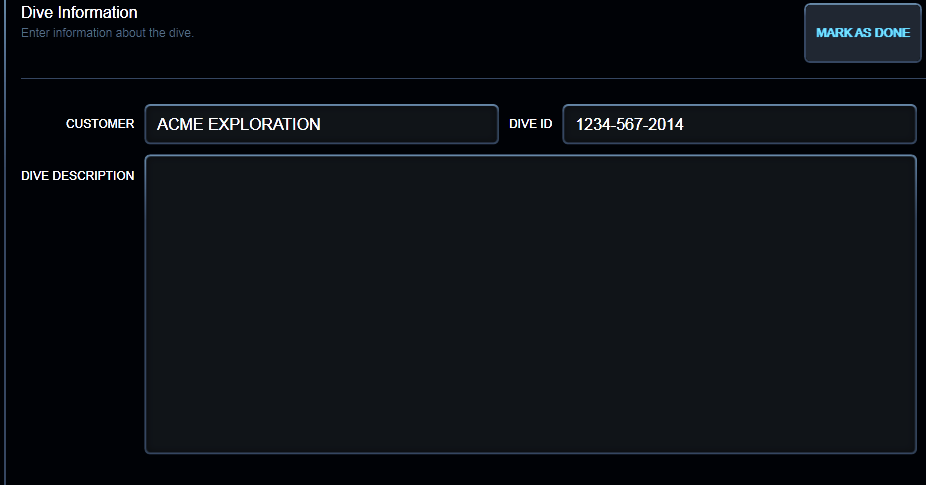 Dive Information
Enter information about the dive.
MARK AS DONE
CUSTOMER ACME EXPLORATION DIVE ID 1234-567-2014
DIVE DESCRIPTION